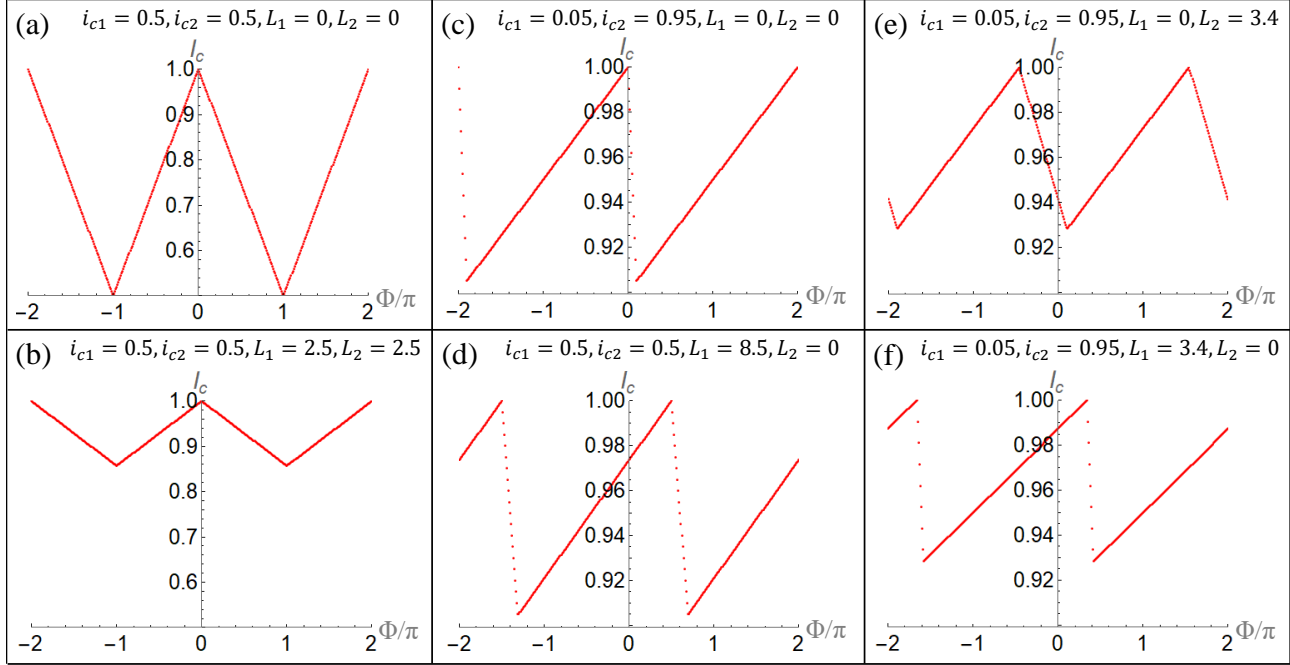 (a) i_c1 = 0.5, i_c2 = 0.5, L_1 = 0, L_2 = 0
I_c
1.0
0.9
0.8
0.7
0.6
−2 −1 0 1 2
Φ/π
(c) i_c1 = 0.05, i_c2 = 0.95, L_1 = 0, L_2 = 0
I_c
1.00
0.98
0.96
0.94
0.92
−2 −1 0 1 2
Φ/π
(e) i_c1 = 0.05, i_c2 = 0.95, L_1 = 0, L_2 = 3.4
I_c
1.00
0.98
0.96
0.94
0.92
−2 −1 0 1 2
Φ/π
(b) i_c1 = 0.5, i_c2 = 0.5, L_1 = 2.5, L_2 = 2.5
I_c
1.0
0.9
0.8
0.7
0.6
−2 −1 0 1 2
Φ/π
(d) i_c1 = 0.5, i_c2 = 0.5, L_1 = 8.5, L_2 = 0
I_c
1.00
0.98
0.96
0.94
0.92
−2 −1 0 1 2
Φ/π
(f) i_c1 = 0.05, i_c2 = 0.95, L_1 = 3.4, L_2 = 0
I_c
1.00
0.98
0.96
0.94
0.92
−2 −1 0 1 2
Φ/π